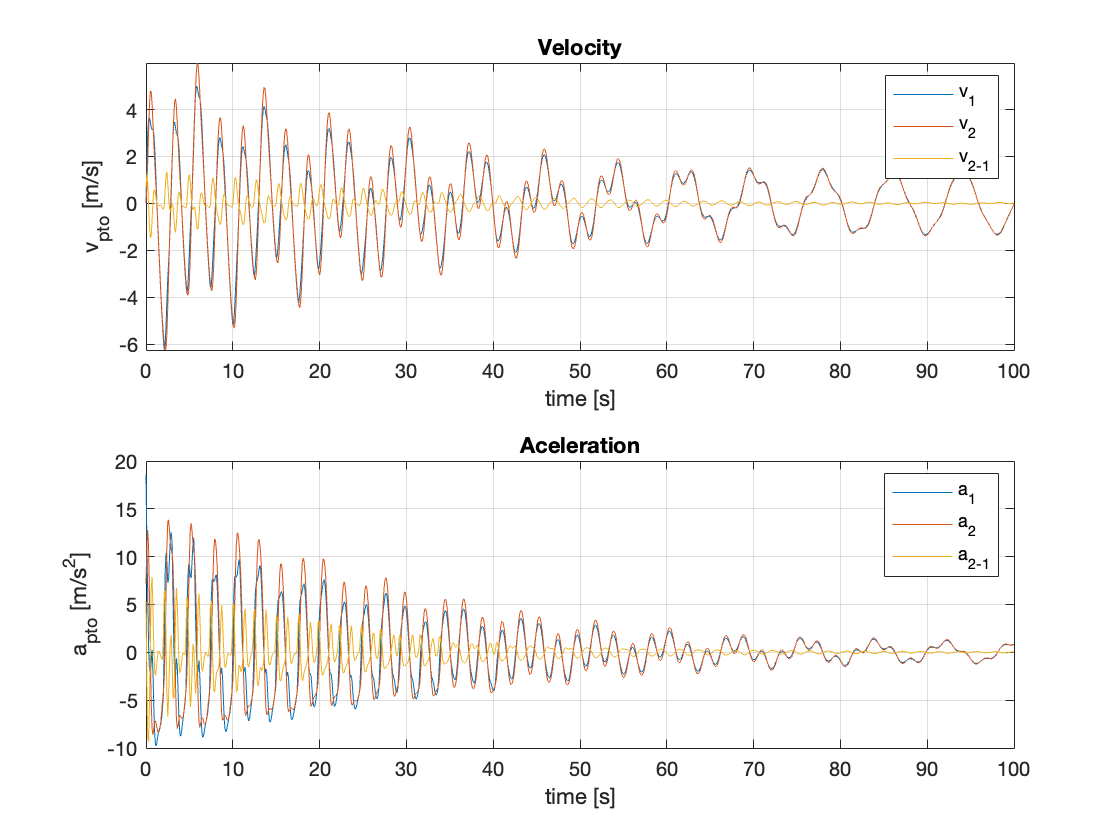 Velocity
4
2
0
-2
-4
-6
v_pto [m/s]
v_1
v_2
v_2-1
0 10 20 30 40 50 60 70 80 90 100
time [s]
Aceleration
20
15
10
5
0
-5
-10
a_pto [m/s^2]
a_1
a_2
a_2-1
0 10 20 30 40 50 60 70 80 90 100
time [s]